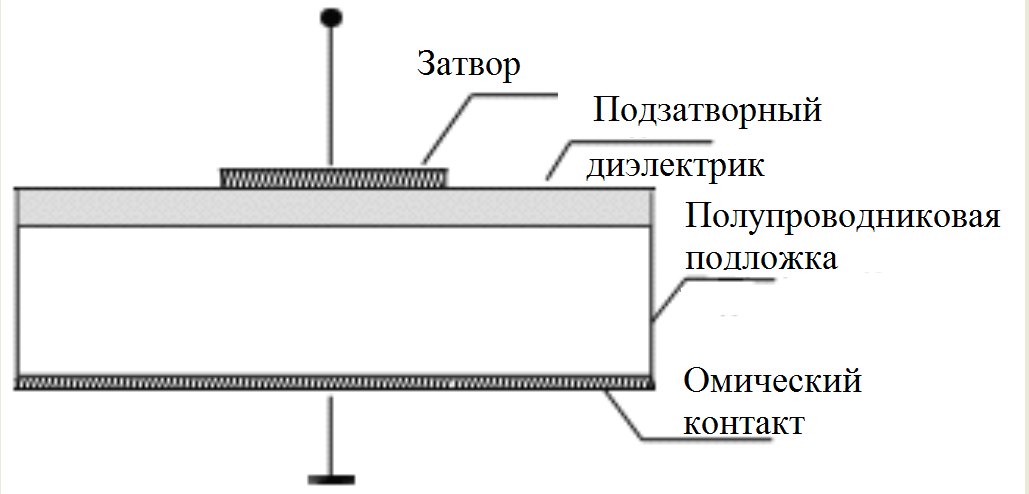 Затвор
Подзатворный
диэлектрик
Полупроводниковая
подложка
Омический
контакт